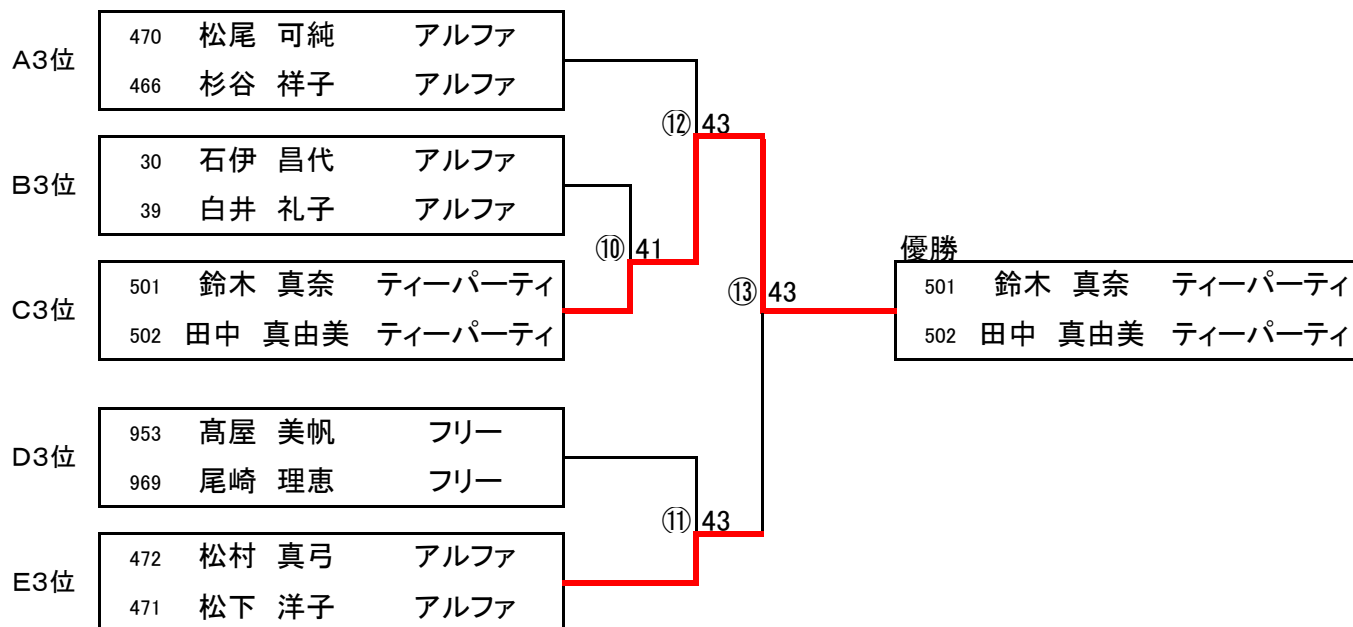 A3位
470 松尾 可純 アルファ
466 杉谷 祥子 アルファ
⑫ 43
B3位
30 石伊 昌代 アルファ
39 白井 礼子 アルファ
⑩ 41
C3位
501 鈴木 真奈 ティーパーティ
502 田中 真由美 ティーパーティ
⑬ 43
優勝
501 鈴木 真奈 ティーパーティ
502 田中 真由美 ティーパーティ
D3位
953 髙屋 美帆 フリー
969 尾崎 理恵 フリー
⑪ 43
E3位
472 松村 真弓 アルファ
471 松下 洋子 アルファ